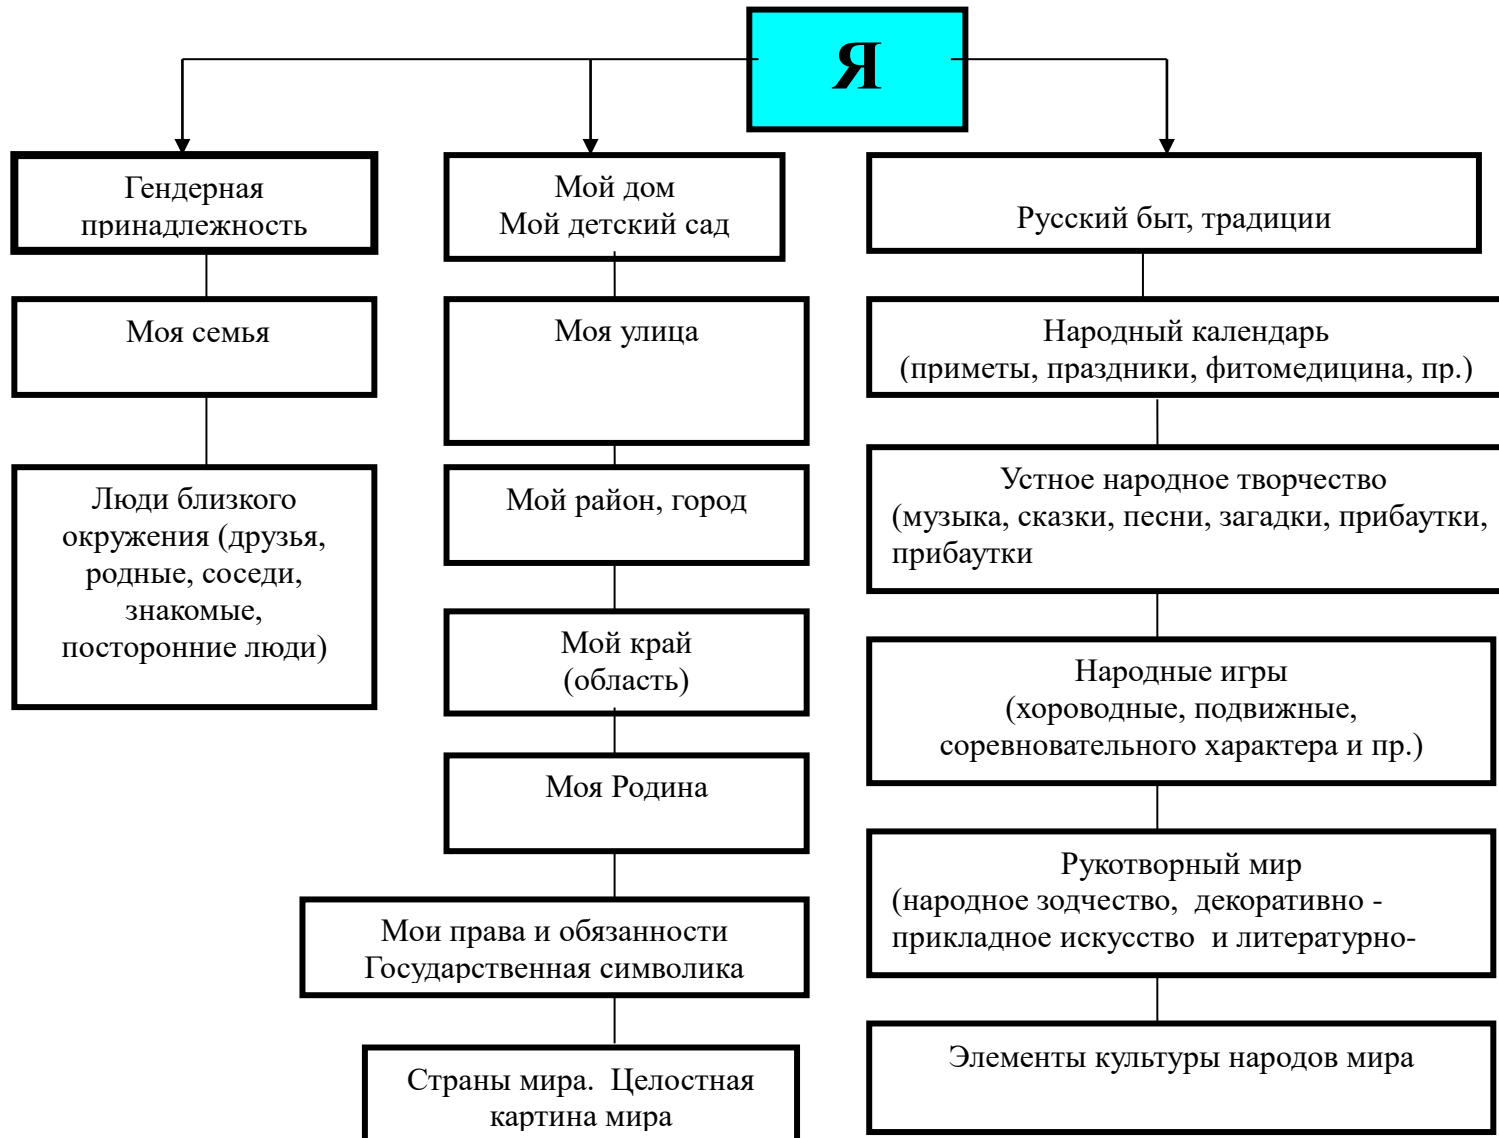 Я
Гендерная
принадлежность
Моя семья
Люди близкого
окружения (друзья,
родные, соседи,
знакомые,
посторонние люди)
Мой дом
Мой детский сад
Моя улица
Мой район, город
Мой край
(область)
Моя Родина
Мои права и обязанности
Государственная символика
Страны мира.  Целостная
картина мира
Русский быт, традиции
Народный календарь
(приметы, праздники, фитомедицина, пр.)
Устное народное творчество
(музыка, сказки, песни, загадки, прибаутки,
прибаутки
Народные игры
(хороводные, подвижные,
соревновательного характера и пр.)
Рукотворный мир
(народное зодчество,  декоративно -
прикладное искусство  и литературно-
Элементы культуры народов мира